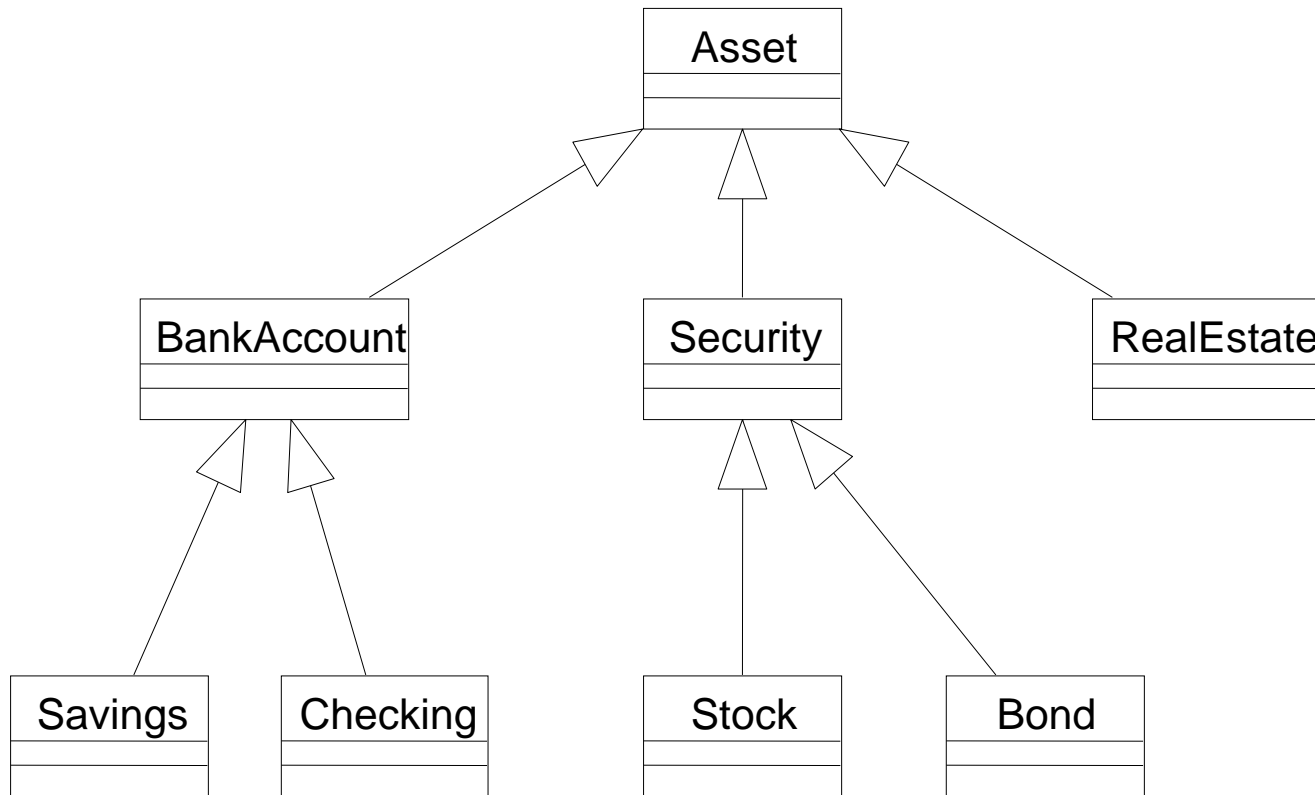 Asset
BankAccount
Security
RealEstate
Savings
Checking
Stock
Bond